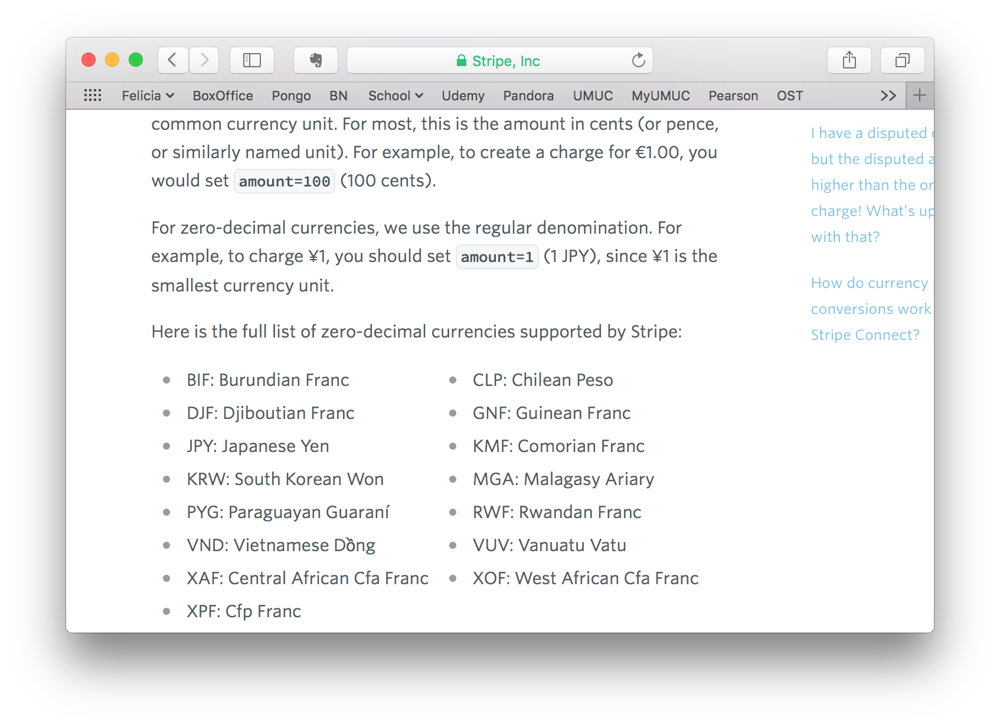 Stripe, Inc
Felicia BoxOffice Pongo BN School Udemy Pandora UMUC MyUMUC Pearson OST
common currency unit. For most, this is the amount in cents (or pence,
or similarly named unit). For example, to create a charge for €1.00, you
would set amount=100 (100 cents).
For zero-decimal currencies, we use the regular denomination. For
example, to charge ¥1, you should set amount=1 (1 JPY), since ¥1 is the
smallest currency unit.
Here is the full list of zero-decimal currencies supported by Stripe:
BIF: Burundian Franc
CLP: Chilean Peso
DJF: Djiboutian Franc
GNF: Guinean Franc
JPY: Japanese Yen
KMF: Comorian Franc
KRW: South Korean Won
MGA: Malagasy Ariary
PYG: Paraguayan Guaraní
RWF: Rwandan Franc
VND: Vietnamese Dồng
VUV: Vanuatu Vatu
XAF: Central African Cfa Franc
XOF: West African Cfa Franc
XPF: Cfp Franc
I have a disputed
but the disputed
higher than the
charge! What's up
with that?
How do currency
conversions work
Stripe Connect?